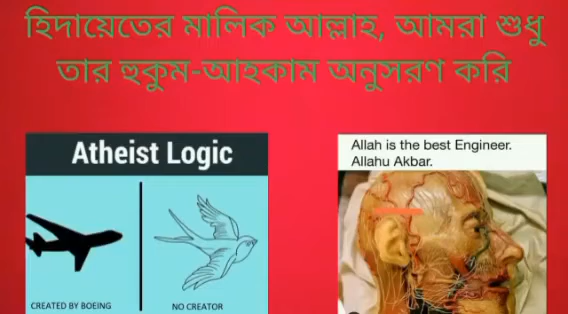 হিদায়েতের মালিক আল্লাহ, আমরা শুধু
তার হুকুম-আহকাম অনুসরণ করি
Atheist Logic
CREATED BY BOEING
NO CREATOR
Allah is the best Engineer.
Allahu Akbar.